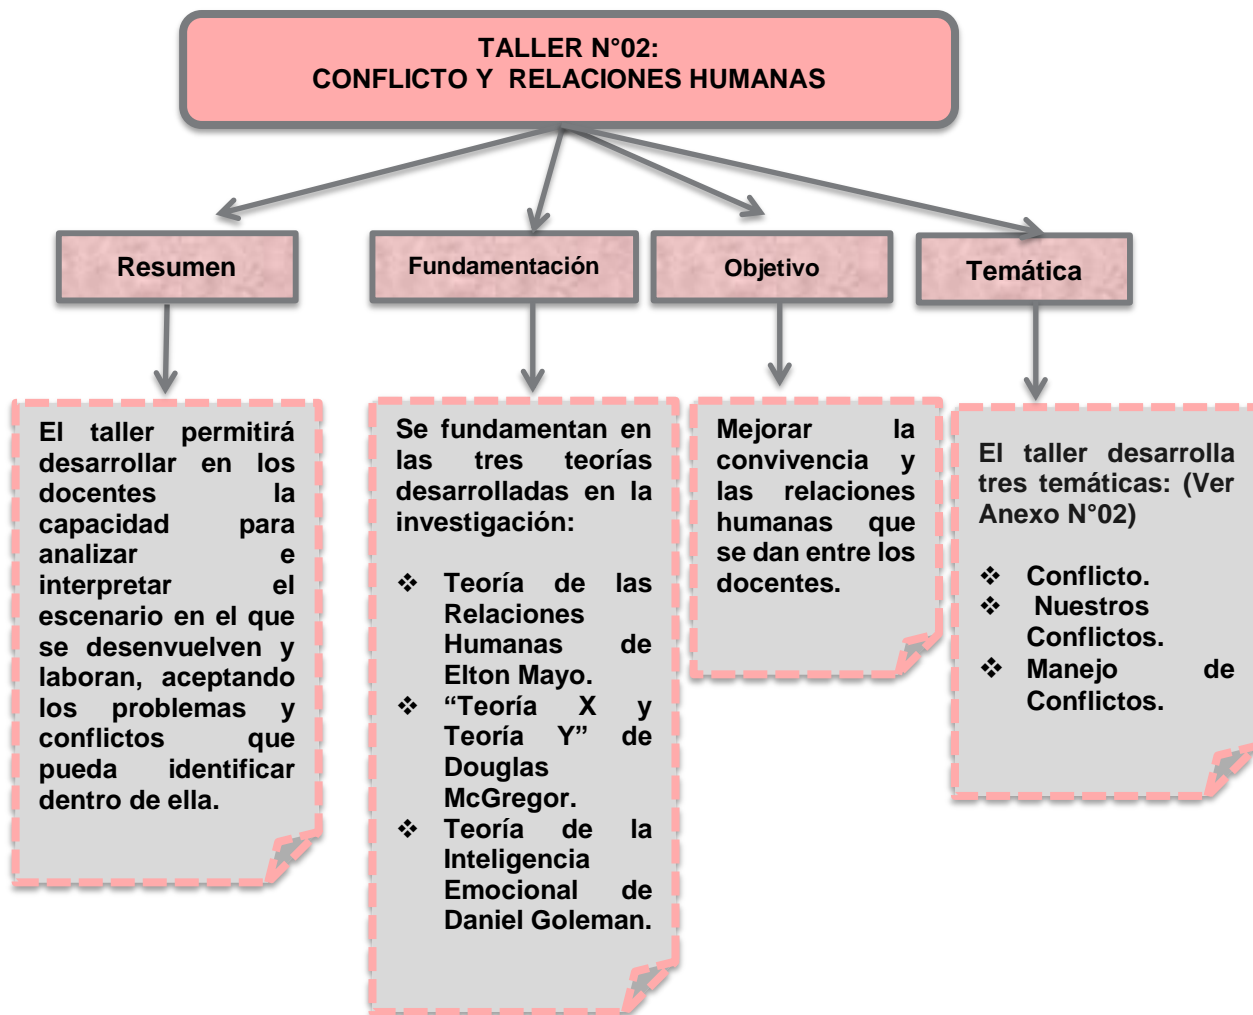 TALLER N°02:
CONFLICTO Y RELACIONES HUMANAS
Resumen
Fundamentación
Objetivo
Temática
El taller permitirá
desarrollar en los
docentes la
capacidad para
analizar e
interpretar el
escenario en el que
se desenvuelven y
laboran, aceptando
los problemas y
conflictos que
pueda identificar
dentro de ella.
Se fundamentan en
las tres teorías
desarrolladas en la
investigación:
❖ Teoría de las
Relaciones
Humanas de
Elton Mayo.
❖ “Teoría X y
Teoría Y” de
Douglas
McGregor.
❖ Teoría de la
Inteligencia
Emocional de
Daniel Goleman.
Mejorar la
convivencia y
las relaciones
humanas que
se dan entre los
docentes.
El taller desarrolla
tres temáticas: (Ver
Anexo N°02)
❖ Conflicto.
❖ Nuestros
Conflictos.
❖ Manejo de
Conflictos.